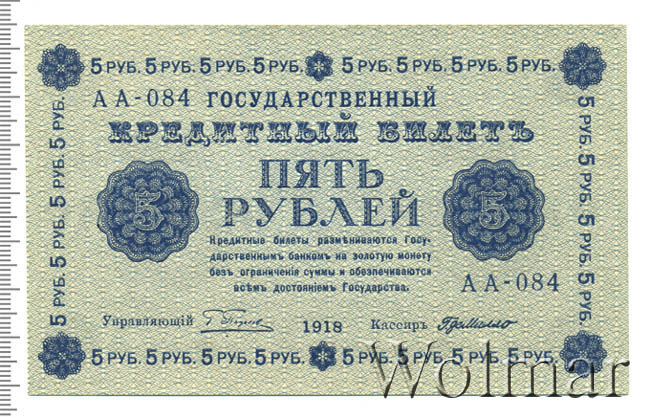 5 РУБ. 5 РУБ. 5 РУБ. 5 РУБ. 5 РУБ. 5 РУБ. 5 РУБ. 5 РУБ.
АА-084 ГОСУДАРСТВЕННЫЙ
КРЕДИТНЫЙ БИЛЕТЪ
ПЯТЬ
РУБЛЕЙ
5
5
Кредитные билеты размѣниваются Госу-
дарственнымъ банкомъ на золотую монету
безъ ограничения суммы и обезпечиваются
всѣмъ достояніемъ Государства.
АА-084
Управляющій
1918
Кассиръ
5 РУБ. 5 РУБ. 5 РУБ. 5 РУБ. 5 РУБ. 5 РУБ. 5 РУБ. 5 РУБ.
5 РУБ. 5 РУБ. 5 РУБ. 5 РУБ.
5 РУБ. 5 РУБ. 5 РУБ. 5 РУБ.
Wolmar